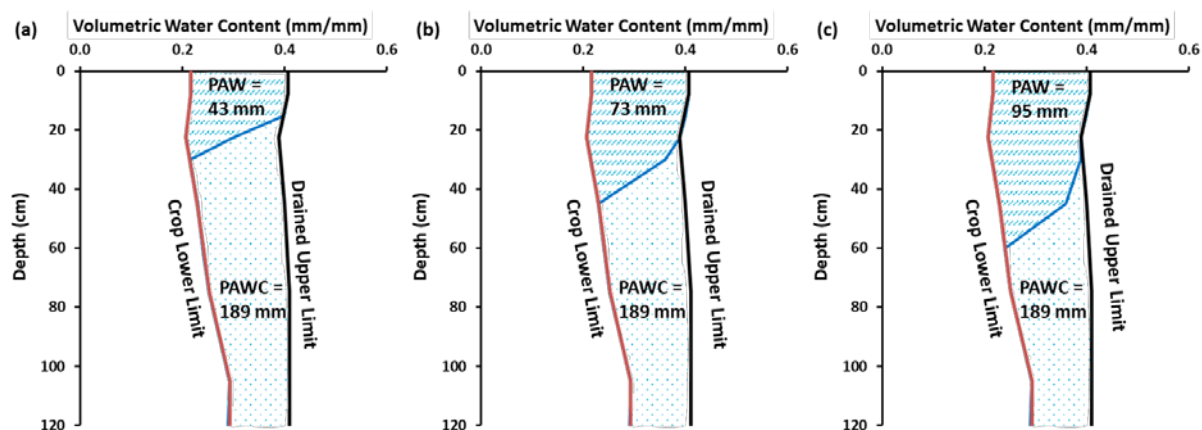 (a)
Volumetric Water Content (mm/mm)
0.0 0.2 0.4 0.6
0
20
40
60
80
100
120
Depth (cm)
PAW =
43 mm
Crop Lower Limit
Drained Upper Limit
PAWC =
189 mm
(b)
Volumetric Water Content (mm/mm)
0.0 0.2 0.4 0.6
0
20
40
60
80
100
120
Depth (cm)
PAW =
73 mm
Crop Lower Limit
Drained Upper Limit
PAWC =
189 mm
(c)
Volumetric Water Content (mm/mm)
0.0 0.2 0.4 0.6
0
20
40
60
80
100
120
Depth (cm)
PAW =
95 mm
Crop Lower Limit
Drained Upper Limit
PAWC =
189 mm